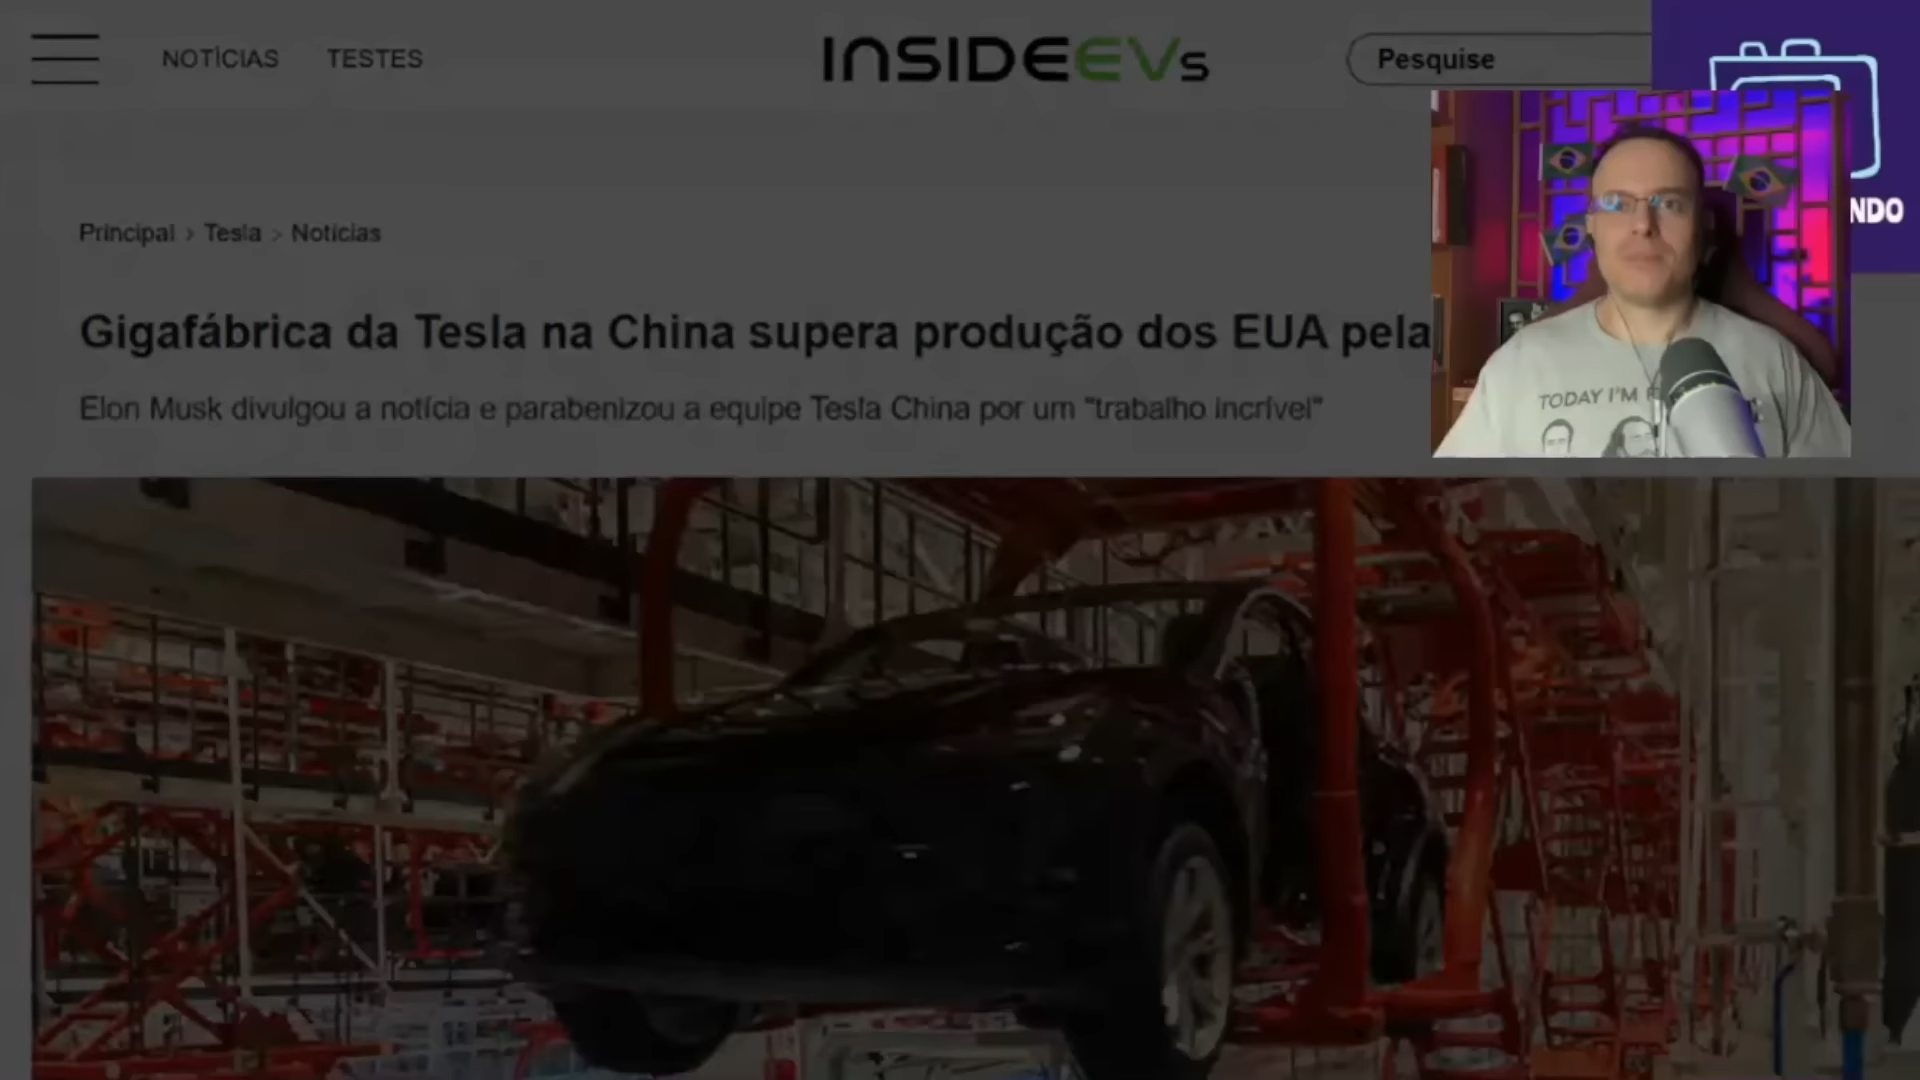 NOTÍCIAS TESTES INSIDEEVs Pesquise
NDO
Principal > Tesla > Notícias
Gigafábrica da Tesla na China supera produção dos EUA pela
Elon Musk divulgou a notícia e parabenizou a equipe Tesla China por um "trabalho incrível"
TODAY I'M